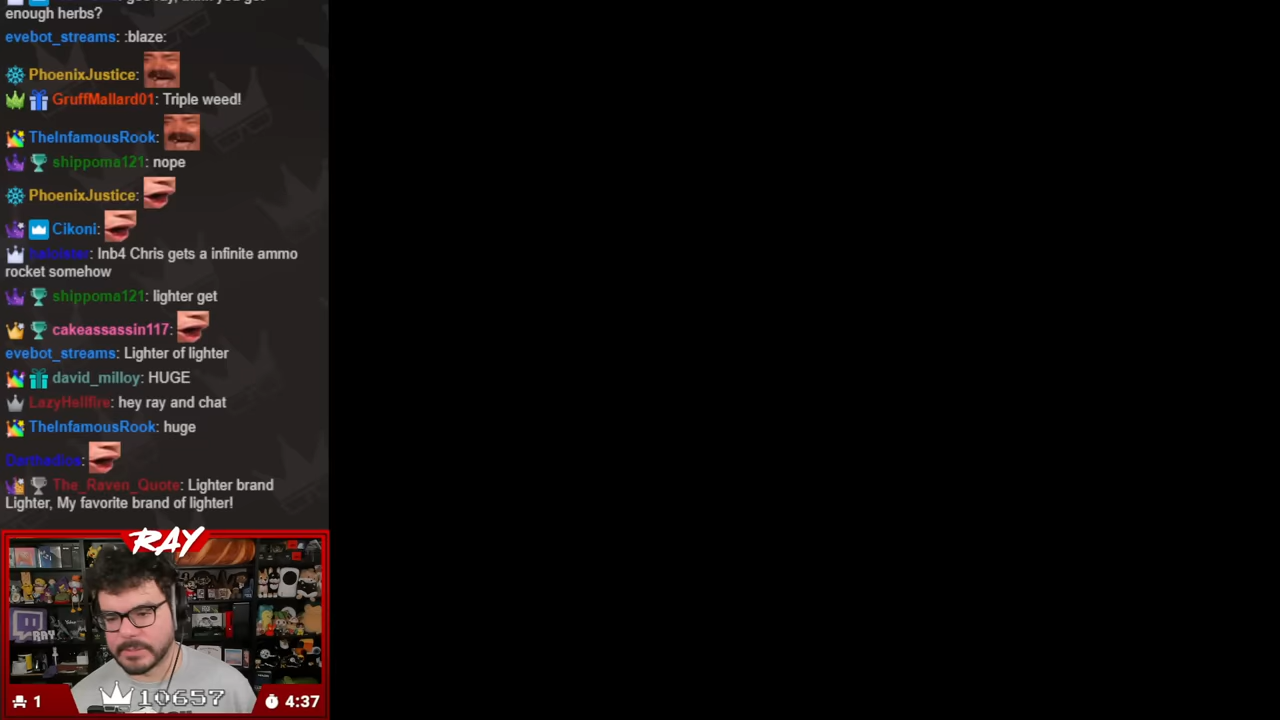 enough herbs?
evebot_streams: :blaze:
PhoenixJustice:
GruffMallard01: Triple weed!
TheInfamousRook:
shippoma121: nope
PhoenixJustice:
Cikoni:
: Inb4 Chris gets a infinite ammo
rocket somehow
shippoma121: lighter get
cakeassassin117:
evebot_streams: Lighter of lighter
david_milloy: HUGE
LazyHellfire: hey ray and chat
TheInfamousRook: huge
The_Raven_Quote: Lighter brand
Lighter, My favorite brand of lighter!
RAY
RAY
1
10657
4:37